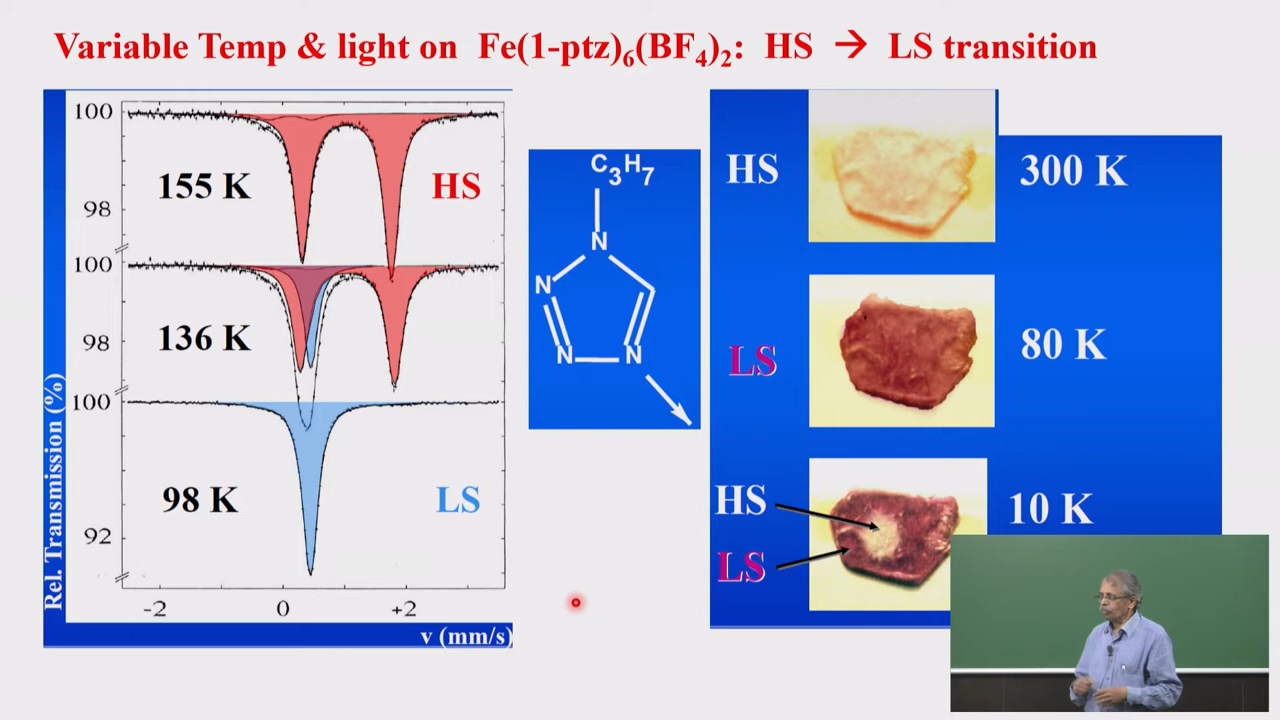 Variable Temp & light on Fe(1-ptz)₆(BF₄)₂: HS → LS transition
100
155 K HS
98
100
136 K
98
100
98 K LS
92
-2 0 +2
v (mm/s)
Rel. Transmission (%)
C₃H₇
N
N
N N
HS 300 K
LS 80 K
HS 10 K
LS